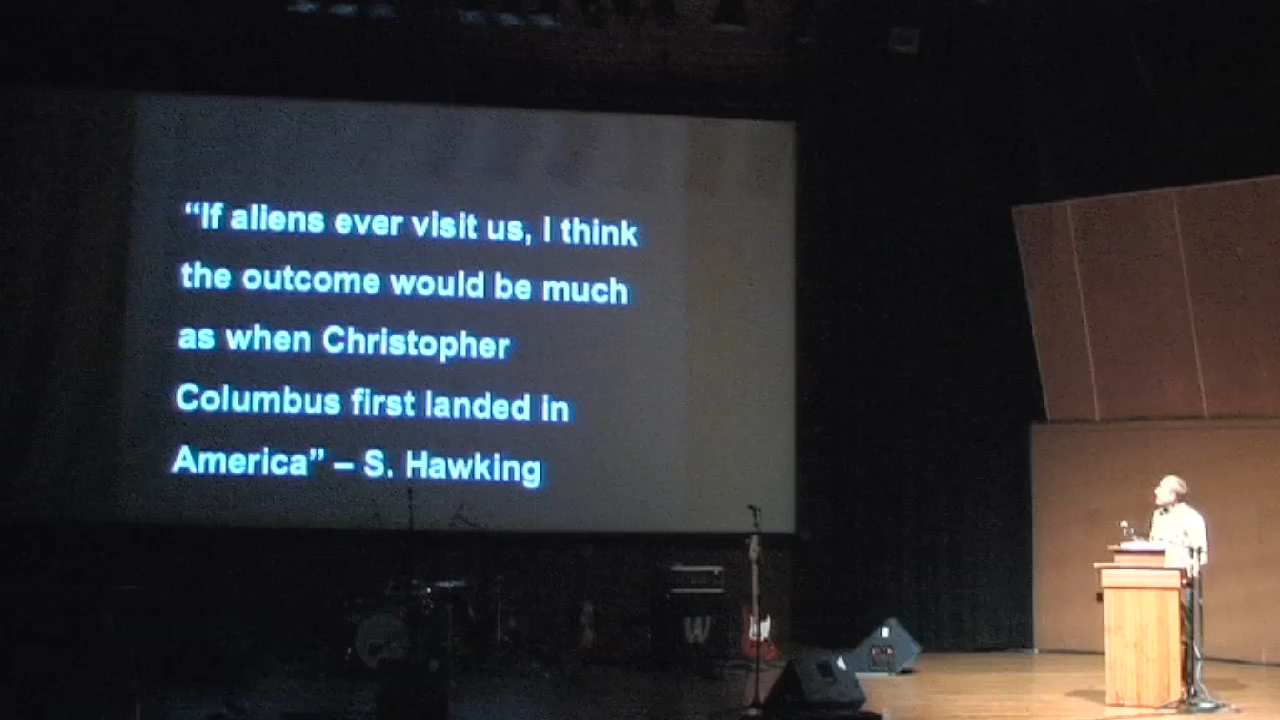 “If aliens ever visit us, I think
the outcome would be much
as when Christopher
Columbus first landed in
America” – S. Hawking
W